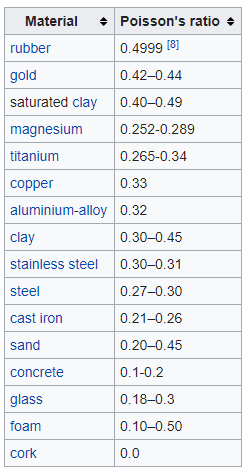 Material Poisson's ratio
rubber 0.4999 [8]
gold 0.42–0.44
saturated clay 0.40–0.49
magnesium 0.252-0.289
titanium 0.265-0.34
copper 0.33
aluminium-alloy 0.32
clay 0.30–0.45
stainless steel 0.30–0.31
steel 0.27–0.30
cast iron 0.21–0.26
sand 0.20–0.45
concrete 0.1-0.2
glass 0.18–0.3
foam 0.10–0.50
cork 0.0